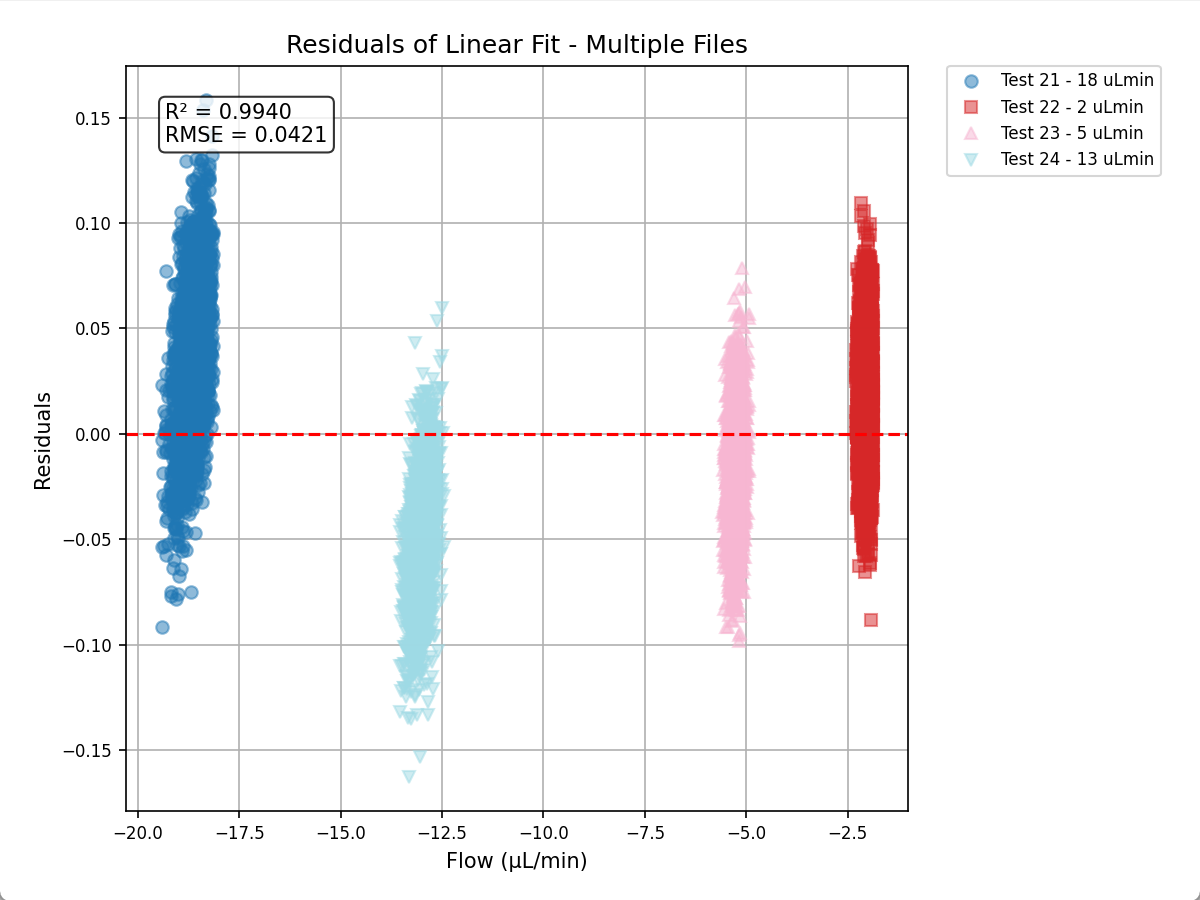 Residuals of Linear Fit - Multiple Files
R² = 0.9940
RMSE = 0.0421
Test 21 - 18 uLmin
Test 22 - 2 uLmin
Test 23 - 5 uLmin
Test 24 - 13 uLmin
Residuals
0.15
0.10
0.05
0.00
−0.05
−0.10
−0.15
−20.0 −17.5 −15.0 −12.5 −10.0 −7.5 −5.0 −2.5
Flow (µL/min)